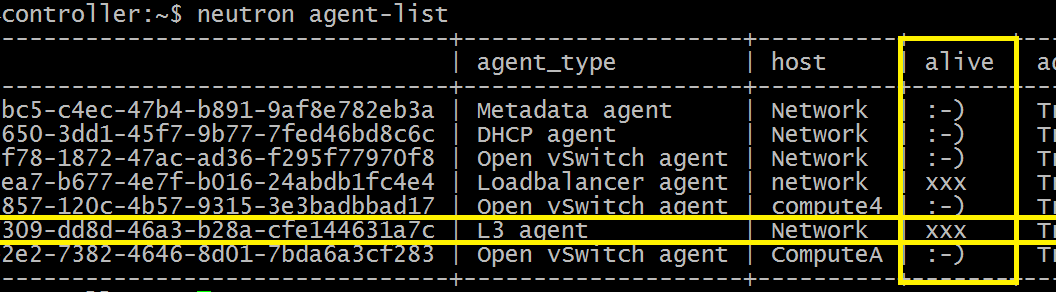 controller:~$ neutron agent-list
---------------------------------+---------------------+----------+-------+---
                                 | agent_type          | host     | alive | ad
---------------------------------+---------------------+----------+-------+---
bc5-c4ec-47b4-b891-9af8e782eb3a | Metadata agent | Network | :-) | Tr
650-3dd1-45f7-9b77-7fed46bd8c6c | DHCP agent | Network | :-) | Tr
f78-1872-47ac-ad36-f295f77970f8 | Open vSwitch agent | Network | :-) | Tr
ea7-b677-4e7f-b016-24abdb1fc4e4 | Loadbalancer agent | network | xxx | Tr
857-120c-4b57-9315-3e3badbbad17 | Open vSwitch agent | compute4 | :-) | Tr
309-dd8d-46a3-b28a-cfe144631a7c | L3 agent | Network | xxx | Tr
2e2-7382-4646-8d01-7bda6a3cf283 | Open vSwitch agent | ComputeA | :-) | Tr
---------------------------------+---------------------+----------+-------+---